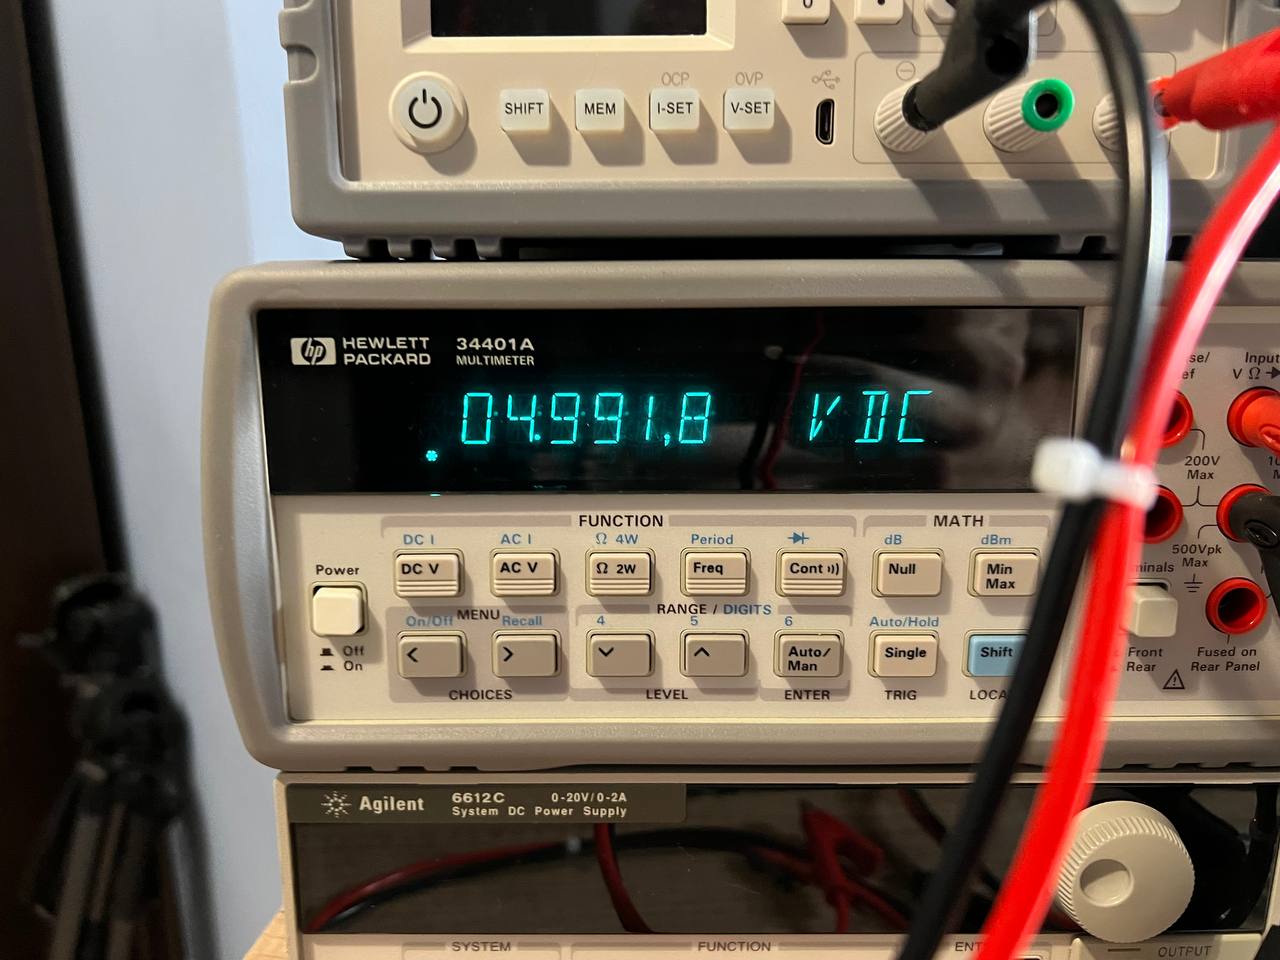 0 .
OCP OVP
SHIFT MEM I-SET V-SET
hp HEWLETT PACKARD 34401A MULTIMETER
04.991,8 VDC
Input
V Ω
200V Max
500Vpk Max
FUNCTION MATH
DC I AC I Ω 4W Period dB dBm
Power DC V AC V Ω 2W Freq Cont Null Min Max
MENU RANGE / DIGITS
On/Off Recall 4 5 6 Auto/Hold
Off
On
< > Auto/Man Single Shift
Front
Rear
Fused on Rear Panel
CHOICES LEVEL ENTER TRIG
Agilent 6612C 0-20V/0-2A
System DC Power Supply
SYSTEM FUNCTION OUTPUT